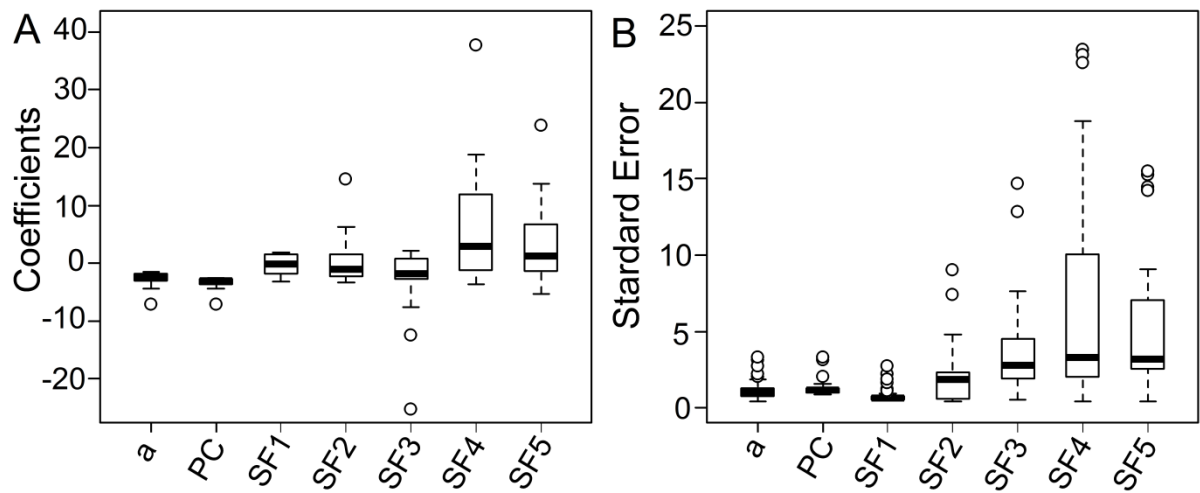 A
Coefficients
40
30
20
10
0
-10
-20
a
PC
SF1
SF2
SF3
SF4
SF5
B
Stardard Error
25
20
15
10
5
0
a
PC
SF1
SF2
SF3
SF4
SF5